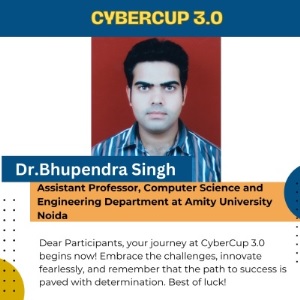 CYBERCUP 3.0
Dr.Bhupendra Singh
Assistant Professor, Computer Science and
Engineering Department at Amity University
Noida
Dear Participants, your journey at CyberCup 3.0
begins now! Embrace the challenges, innovate
fearlessly, and remember that the path to success is
paved with determination. Best of luck!